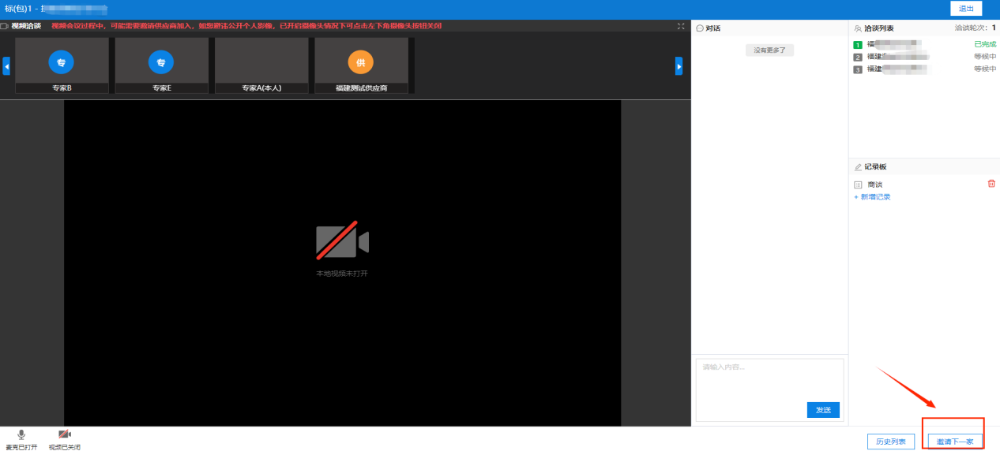 标(包)1 -
退出
视频洽谈 视频会议过程中，可能需要邀请供应商加入，如您避讳公开个人影像，已开启摄像头情况下可点击左下角摄像头按钮关闭
专 专 供
专家B 专家E 专家A(本人) 福建测试供应商
本地视频未打开
麦克已打开 视频已关闭
对话
没有更多了
请输入内容...
发送
洽谈列表 洽谈轮次：1
1 福 已完成
2 福建 等候中
3 福建 等候中
记录板
商谈
+ 新增记录
历史列表 邀请下一家